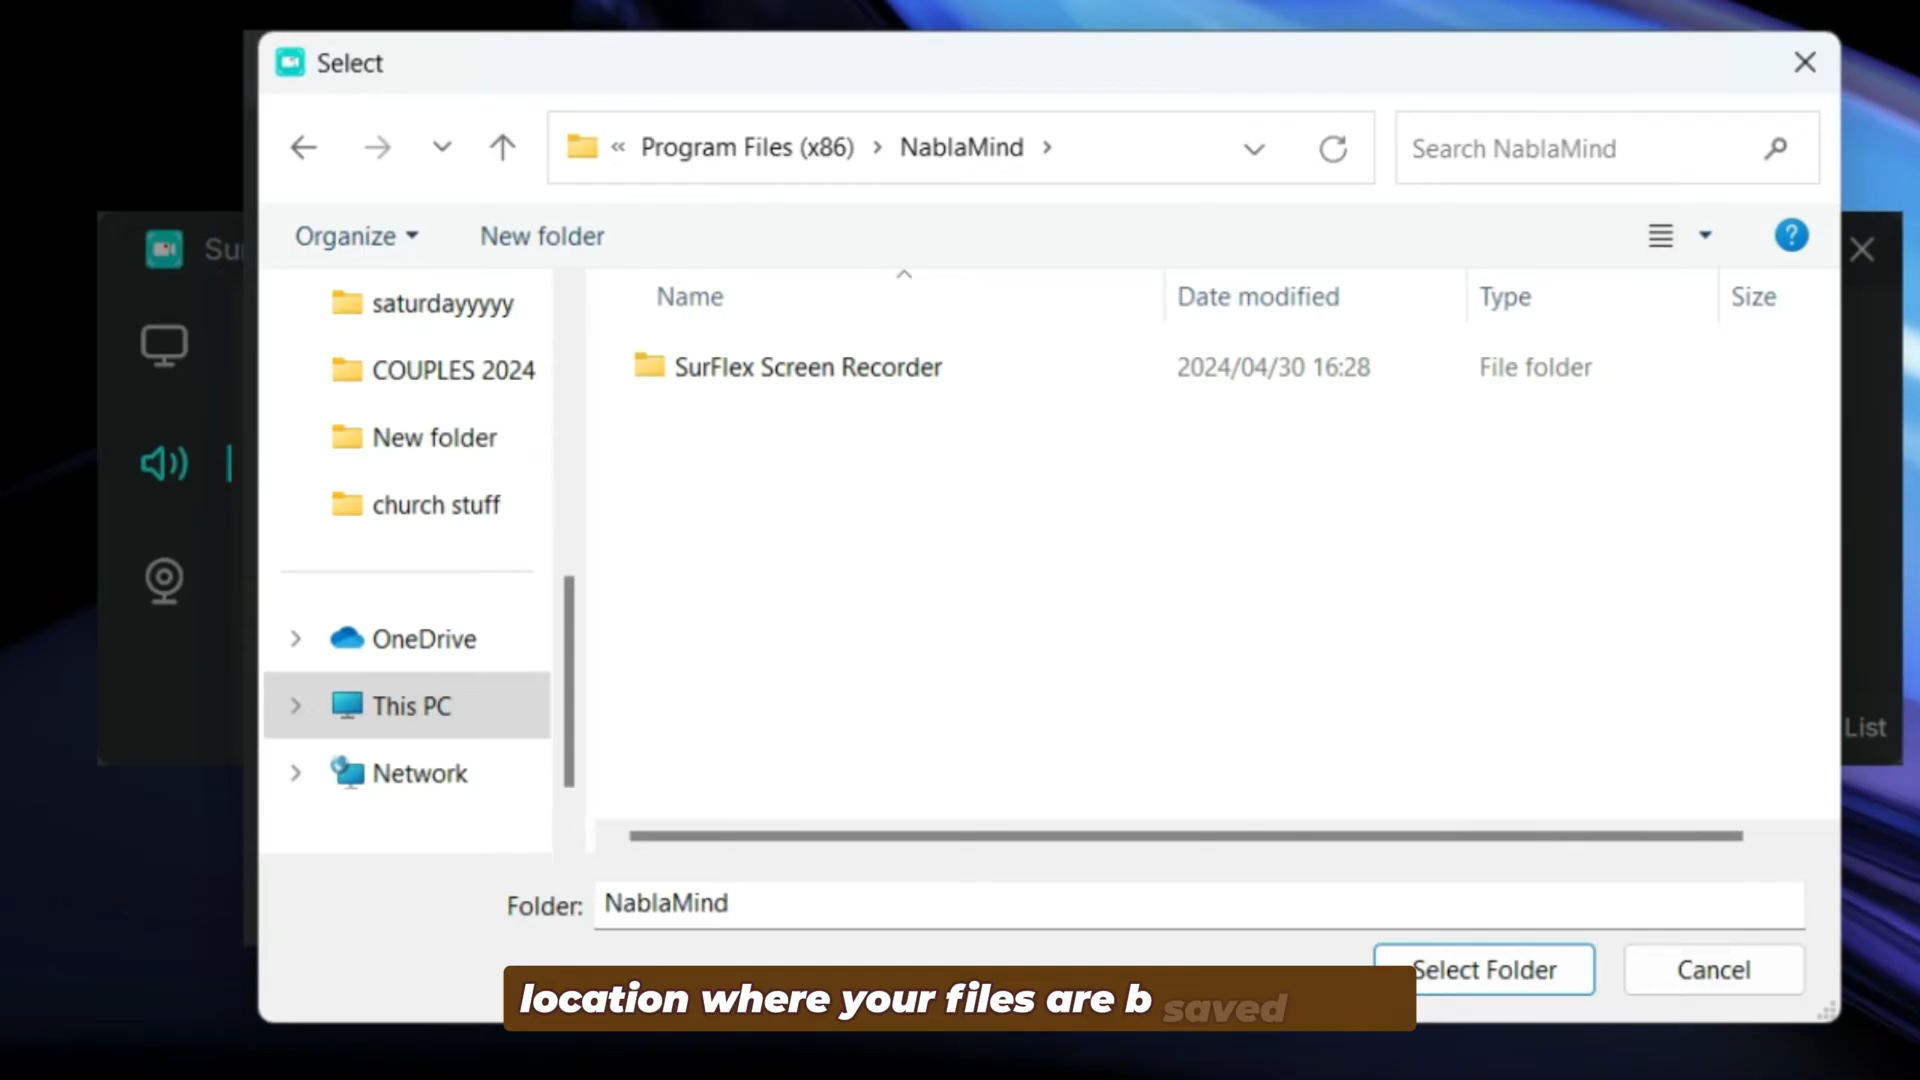 Select
« Program Files (x86) › NablaMind ›
Search NablaMind
Organize
New folder
?
Sur
Name
Date modified
Type
Size
saturdayyyyy
SurFlex Screen Recorder
2024/04/30 16:28
File folder
COUPLES 2024
New folder
church stuff
OneDrive
This PC
Network
List
Folder: NablaMind
Select Folder
Cancel
location where your files are b saved